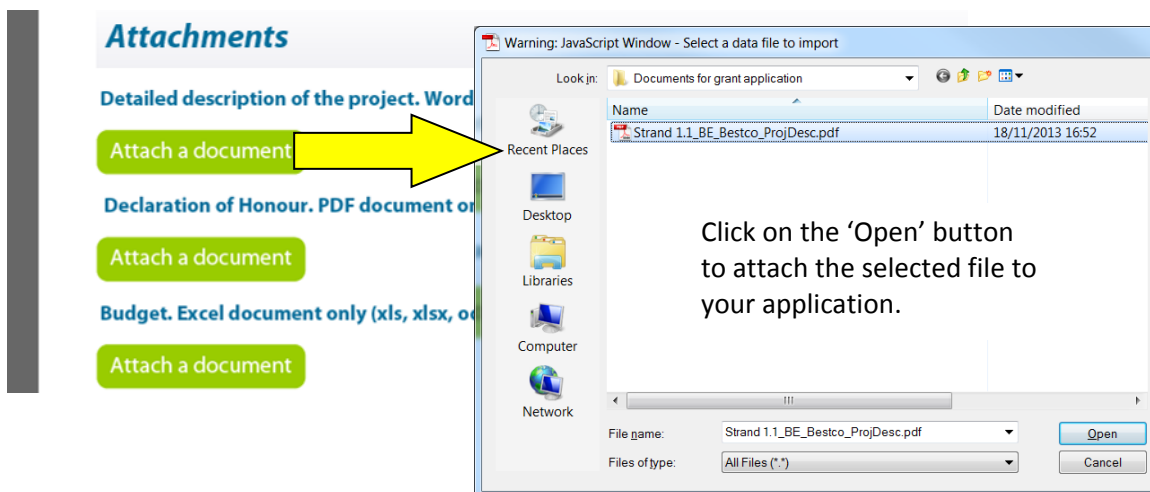 Attachments
Detailed description of the project. Word
Attach a document
Declaration of Honour. PDF document or
Attach a document
Budget. Excel document only (xls, xlsx, o
Attach a document
Warning: JavaScript Window - Select a data file to import
Look in:
Documents for grant application
Recent Places
Desktop
Libraries
Computer
Network
Name
Date modified
Strand 1.1_BE_Bestco_ProjDesc.pdf
18/11/2013 16:52
Click on the ‘Open’ button
to attach the selected file to
your application.
File name:
Strand 1.1_BE_Bestco_ProjDesc.pdf
Open
Files of type:
All Files (*.*)
Cancel